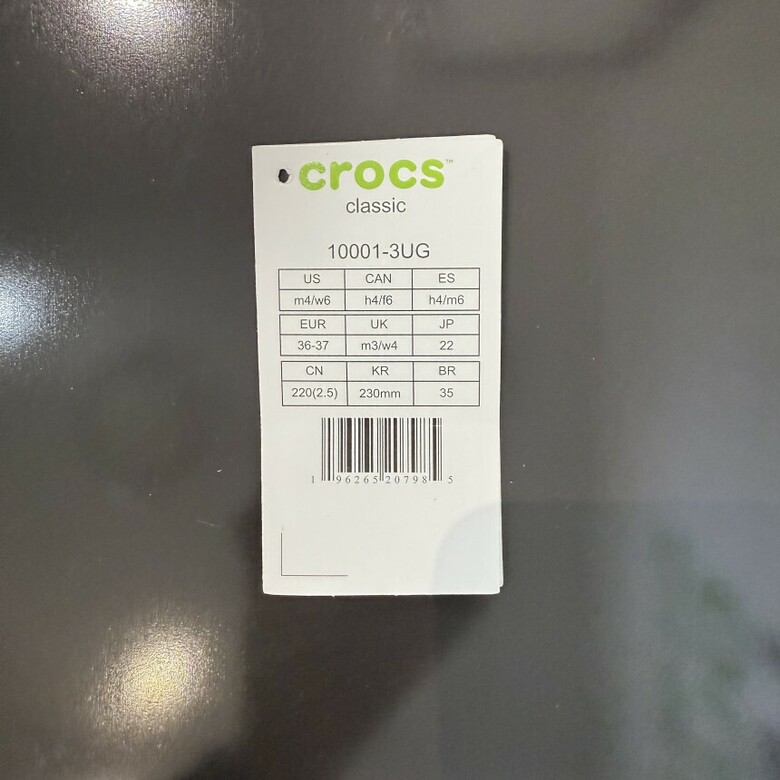 crocs™
classic
10001-3UG
US CAN ES
m4/w6 h4/f6 h4/m6
EUR UK JP
36-37 m3/w4 22
CN KR BR
220(2.5) 230mm 35
1 96265 20798 5